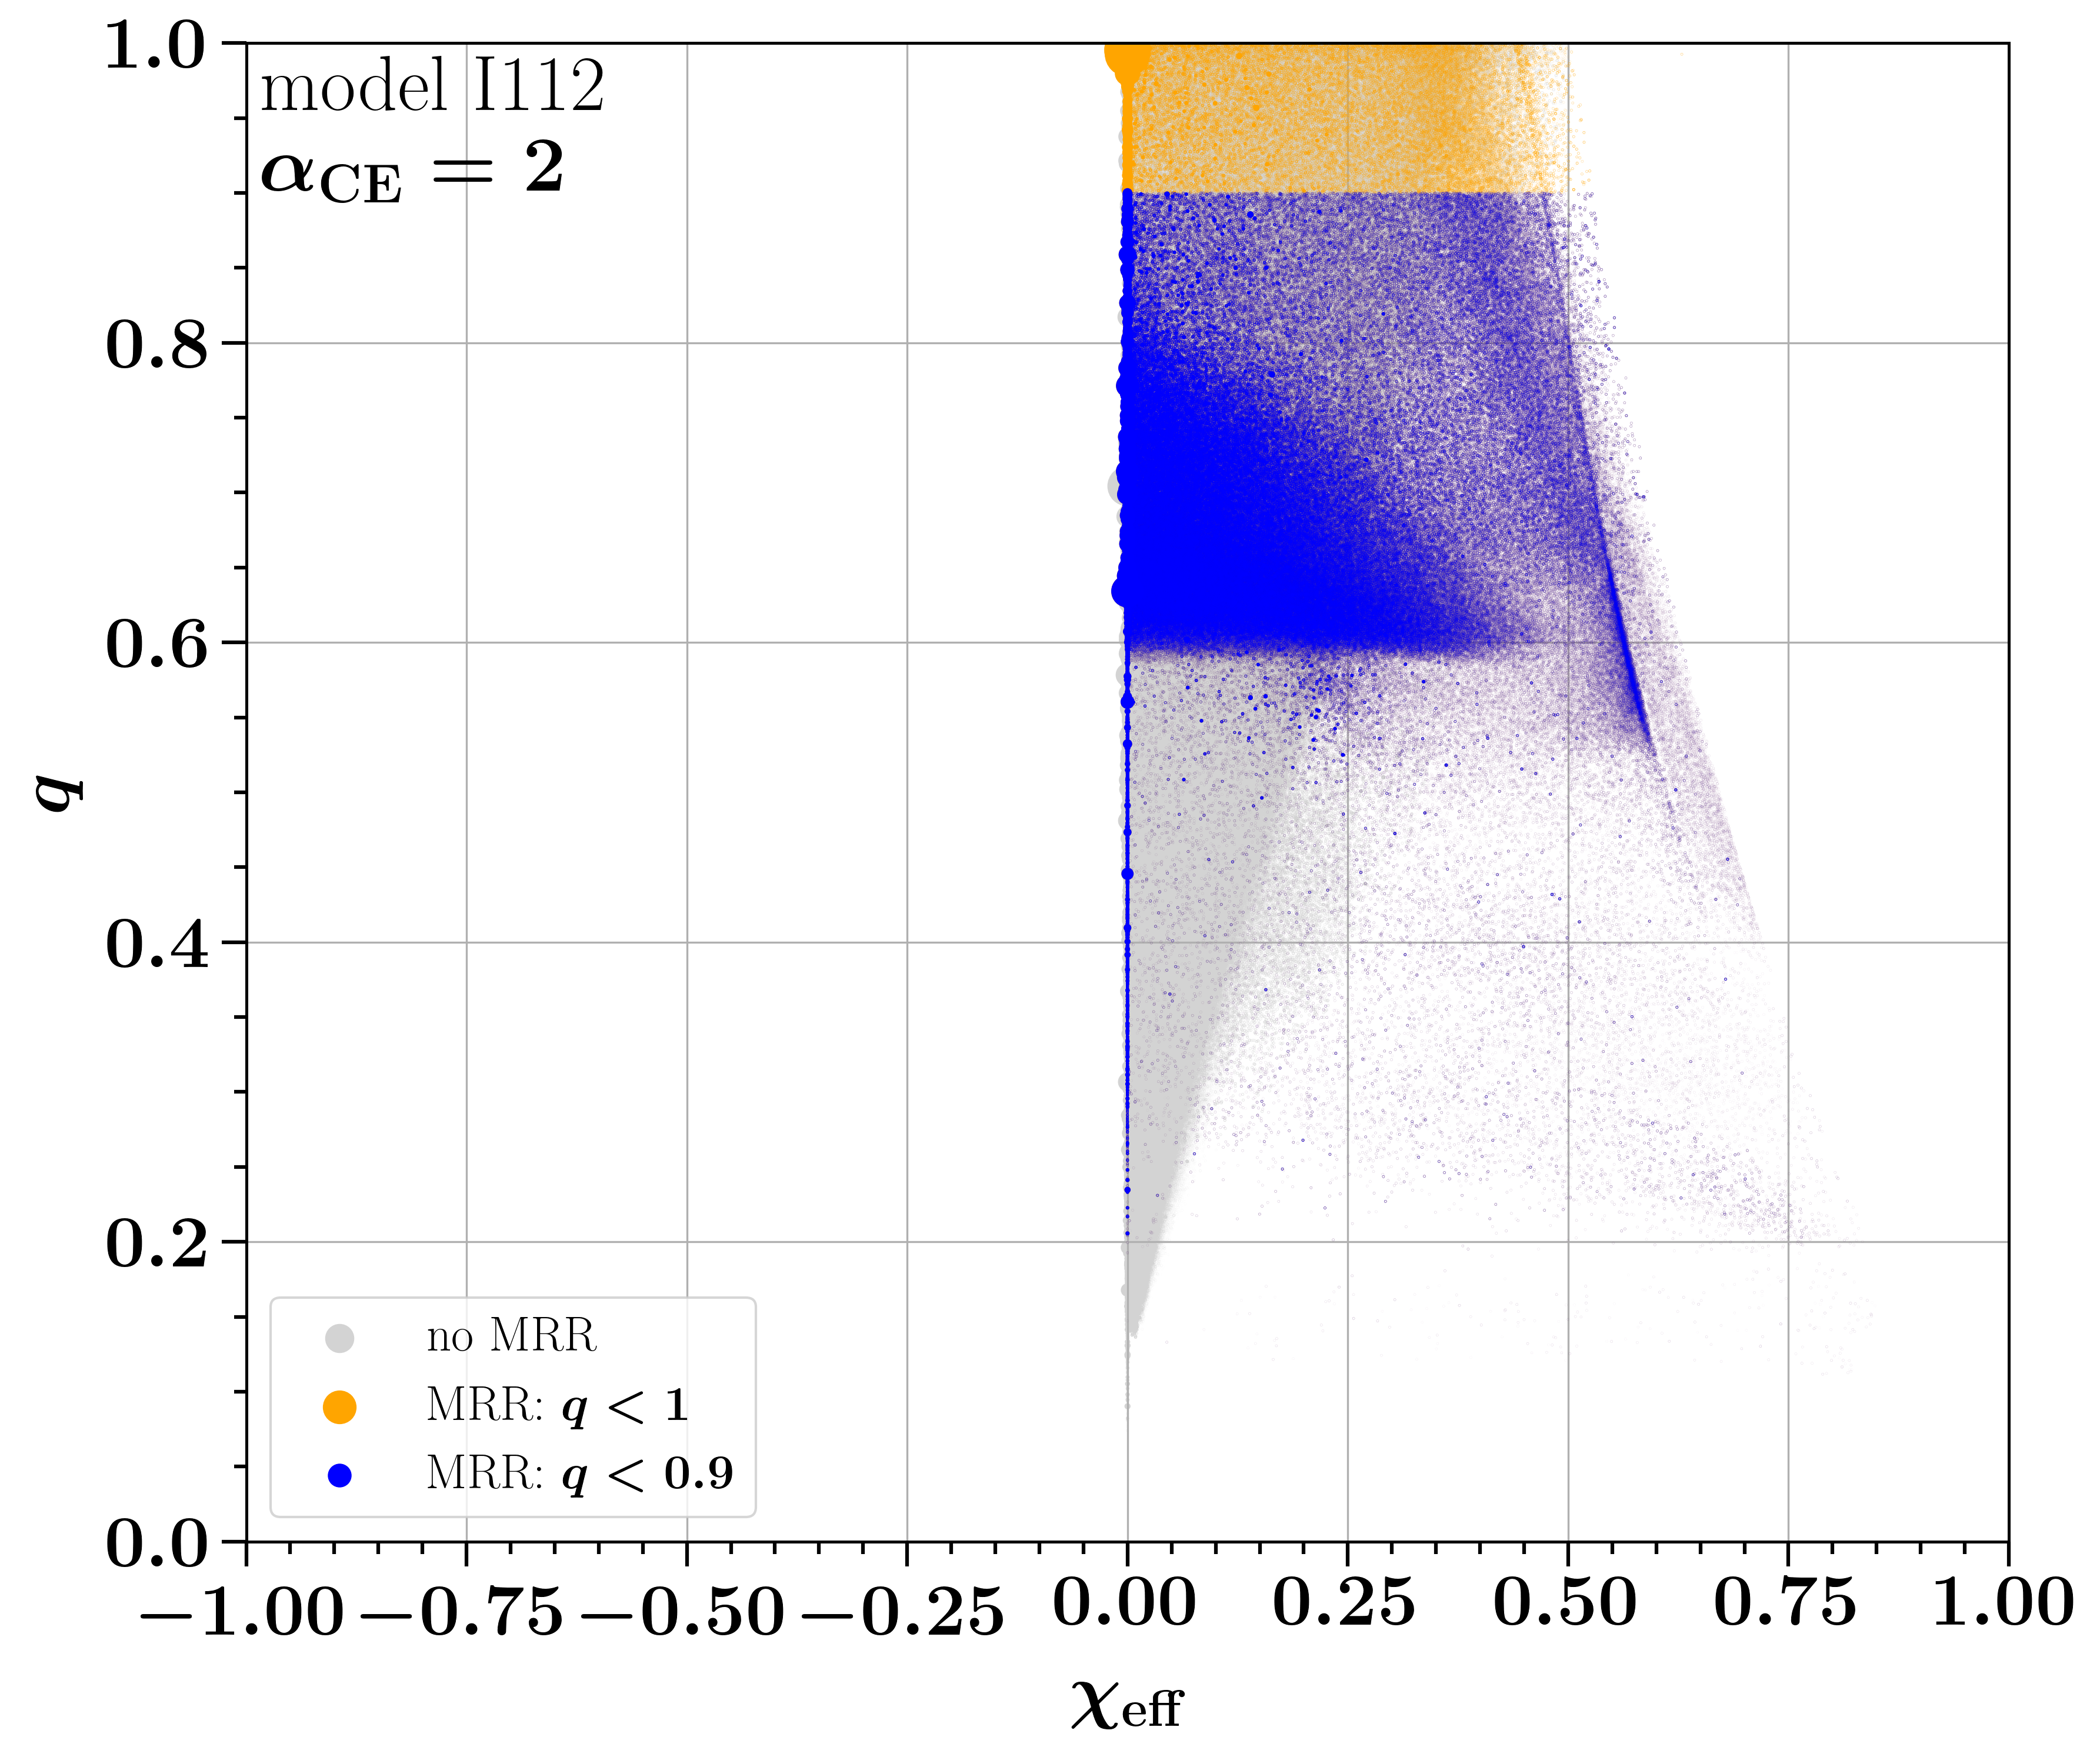 model I112
α_CE = 2
1.0
0.8
0.6
0.4
0.2
0.0
q
no MRR
MRR: q < 1
MRR: q < 0.9
−1.00 −0.75 −0.50 −0.25 0.00 0.25 0.50 0.75 1.00
χ_eff